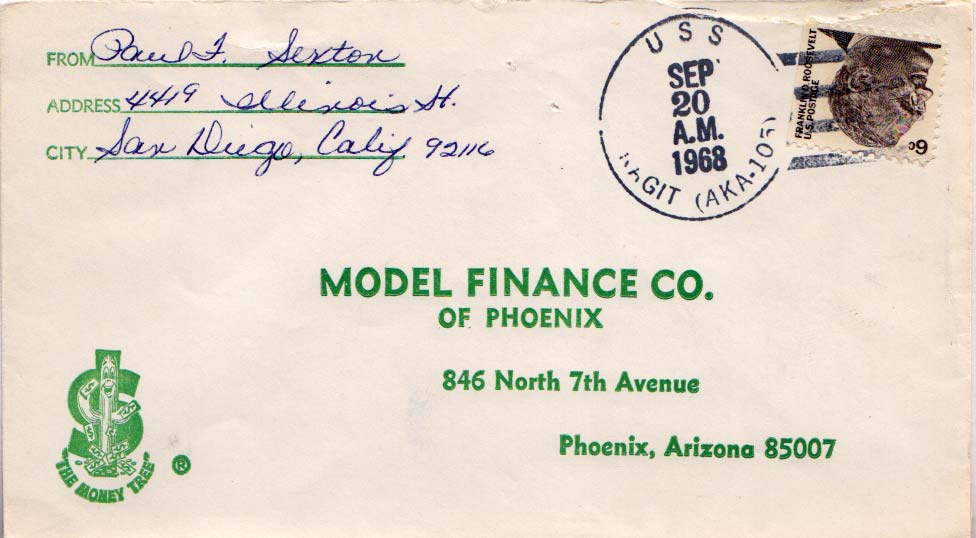 FROM Paul F. Sexton
ADDRESS 4419 Illinois St.
CITY San Diego, Calif 92116
USS
SEP
20
A.M.
1968
(AKA-105)
FRANKLIN D. ROOSEVELT
U.S. POSTAGE
6¢
MODEL FINANCE CO.
OF PHOENIX
846 North 7th Avenue
Phoenix, Arizona 85007
"THE MONEY TREE" ®